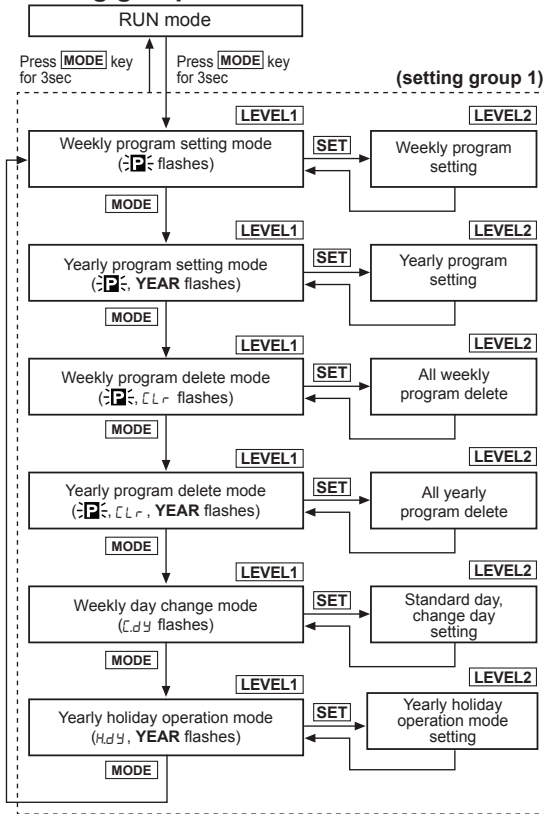 RUN mode
Press MODE key
for 3sec
Press MODE key
for 3sec
(setting group 1)
LEVEL1
LEVEL2
Weekly program setting mode
(P flashes)
SET
Weekly program
setting
MODE
LEVEL1
LEVEL2
Yearly program setting mode
(P, YEAR flashes)
SET
Yearly program
setting
MODE
LEVEL1
LEVEL2
Weekly program delete mode
(P, CLr flashes)
SET
All weekly
program delete
MODE
LEVEL1
LEVEL2
Yearly program delete mode
(P, CLr, YEAR flashes)
SET
All yearly
program delete
MODE
LEVEL1
LEVEL2
Weekly day change mode
(C.dy flashes)
SET
Standard day,
change day
setting
MODE
LEVEL1
LEVEL2
Yearly holiday operation mode
(H.dy, YEAR flashes)
SET
Yearly holiday
operation mode
setting
MODE